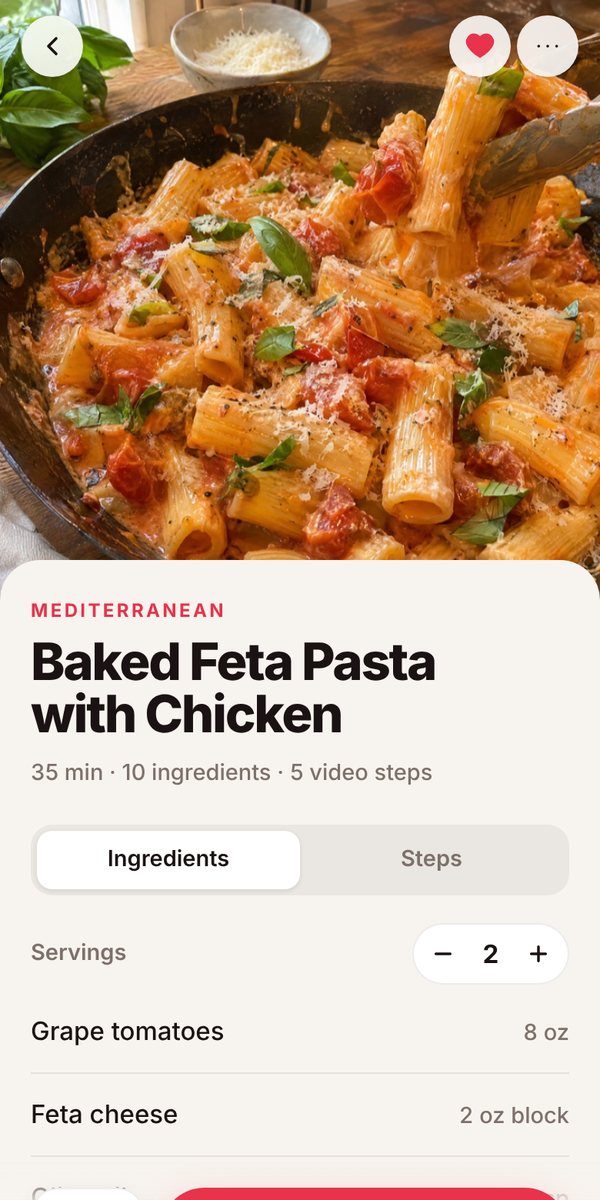 MEDITERRANEAN
Baked Feta Pasta
with Chicken
35 min · 10 ingredients · 5 video steps
Ingredients Steps
Servings − 2 +
Grape tomatoes 8 oz
Feta cheese 2 oz block